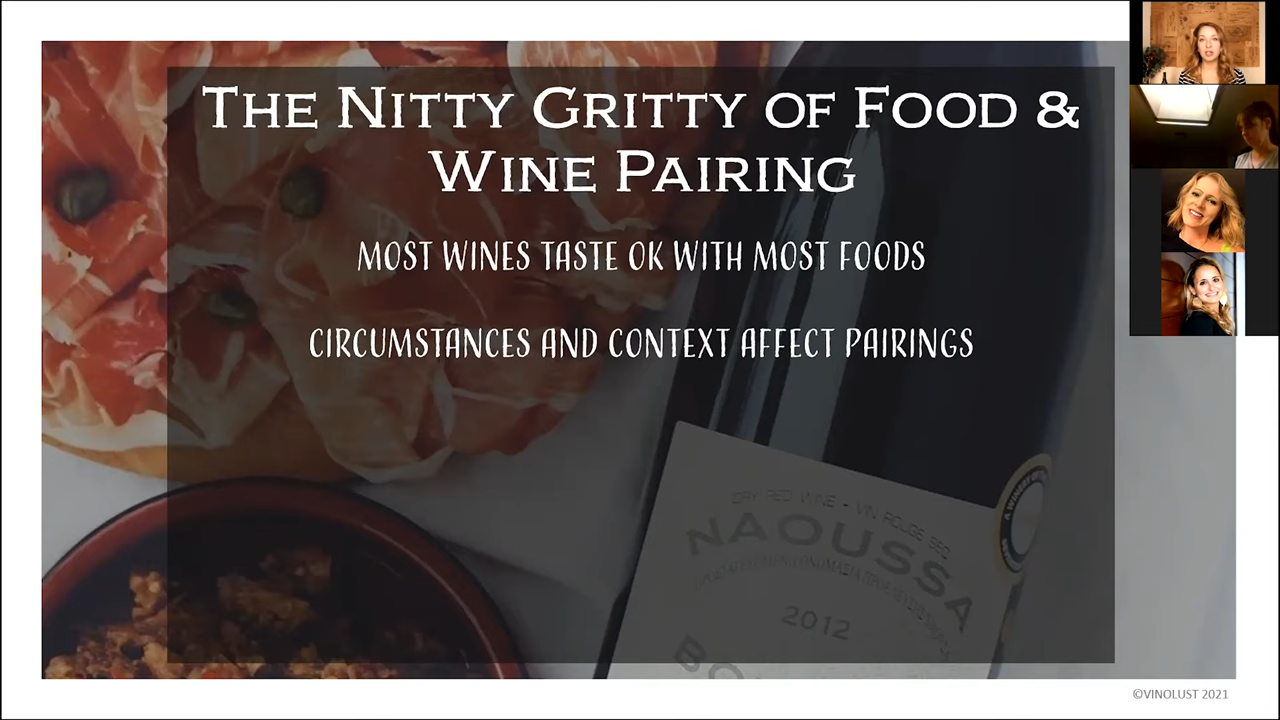 The Nitty Gritty of Food &
Wine Pairing
MOST WINES TASTE OK WITH MOST FOODS
CIRCUMSTANCES AND CONTEXT AFFECT PAIRINGS
DRY RED WINE - VIN ROUGE SEC
NAOUSSA
2012
©VINOLUST 2021